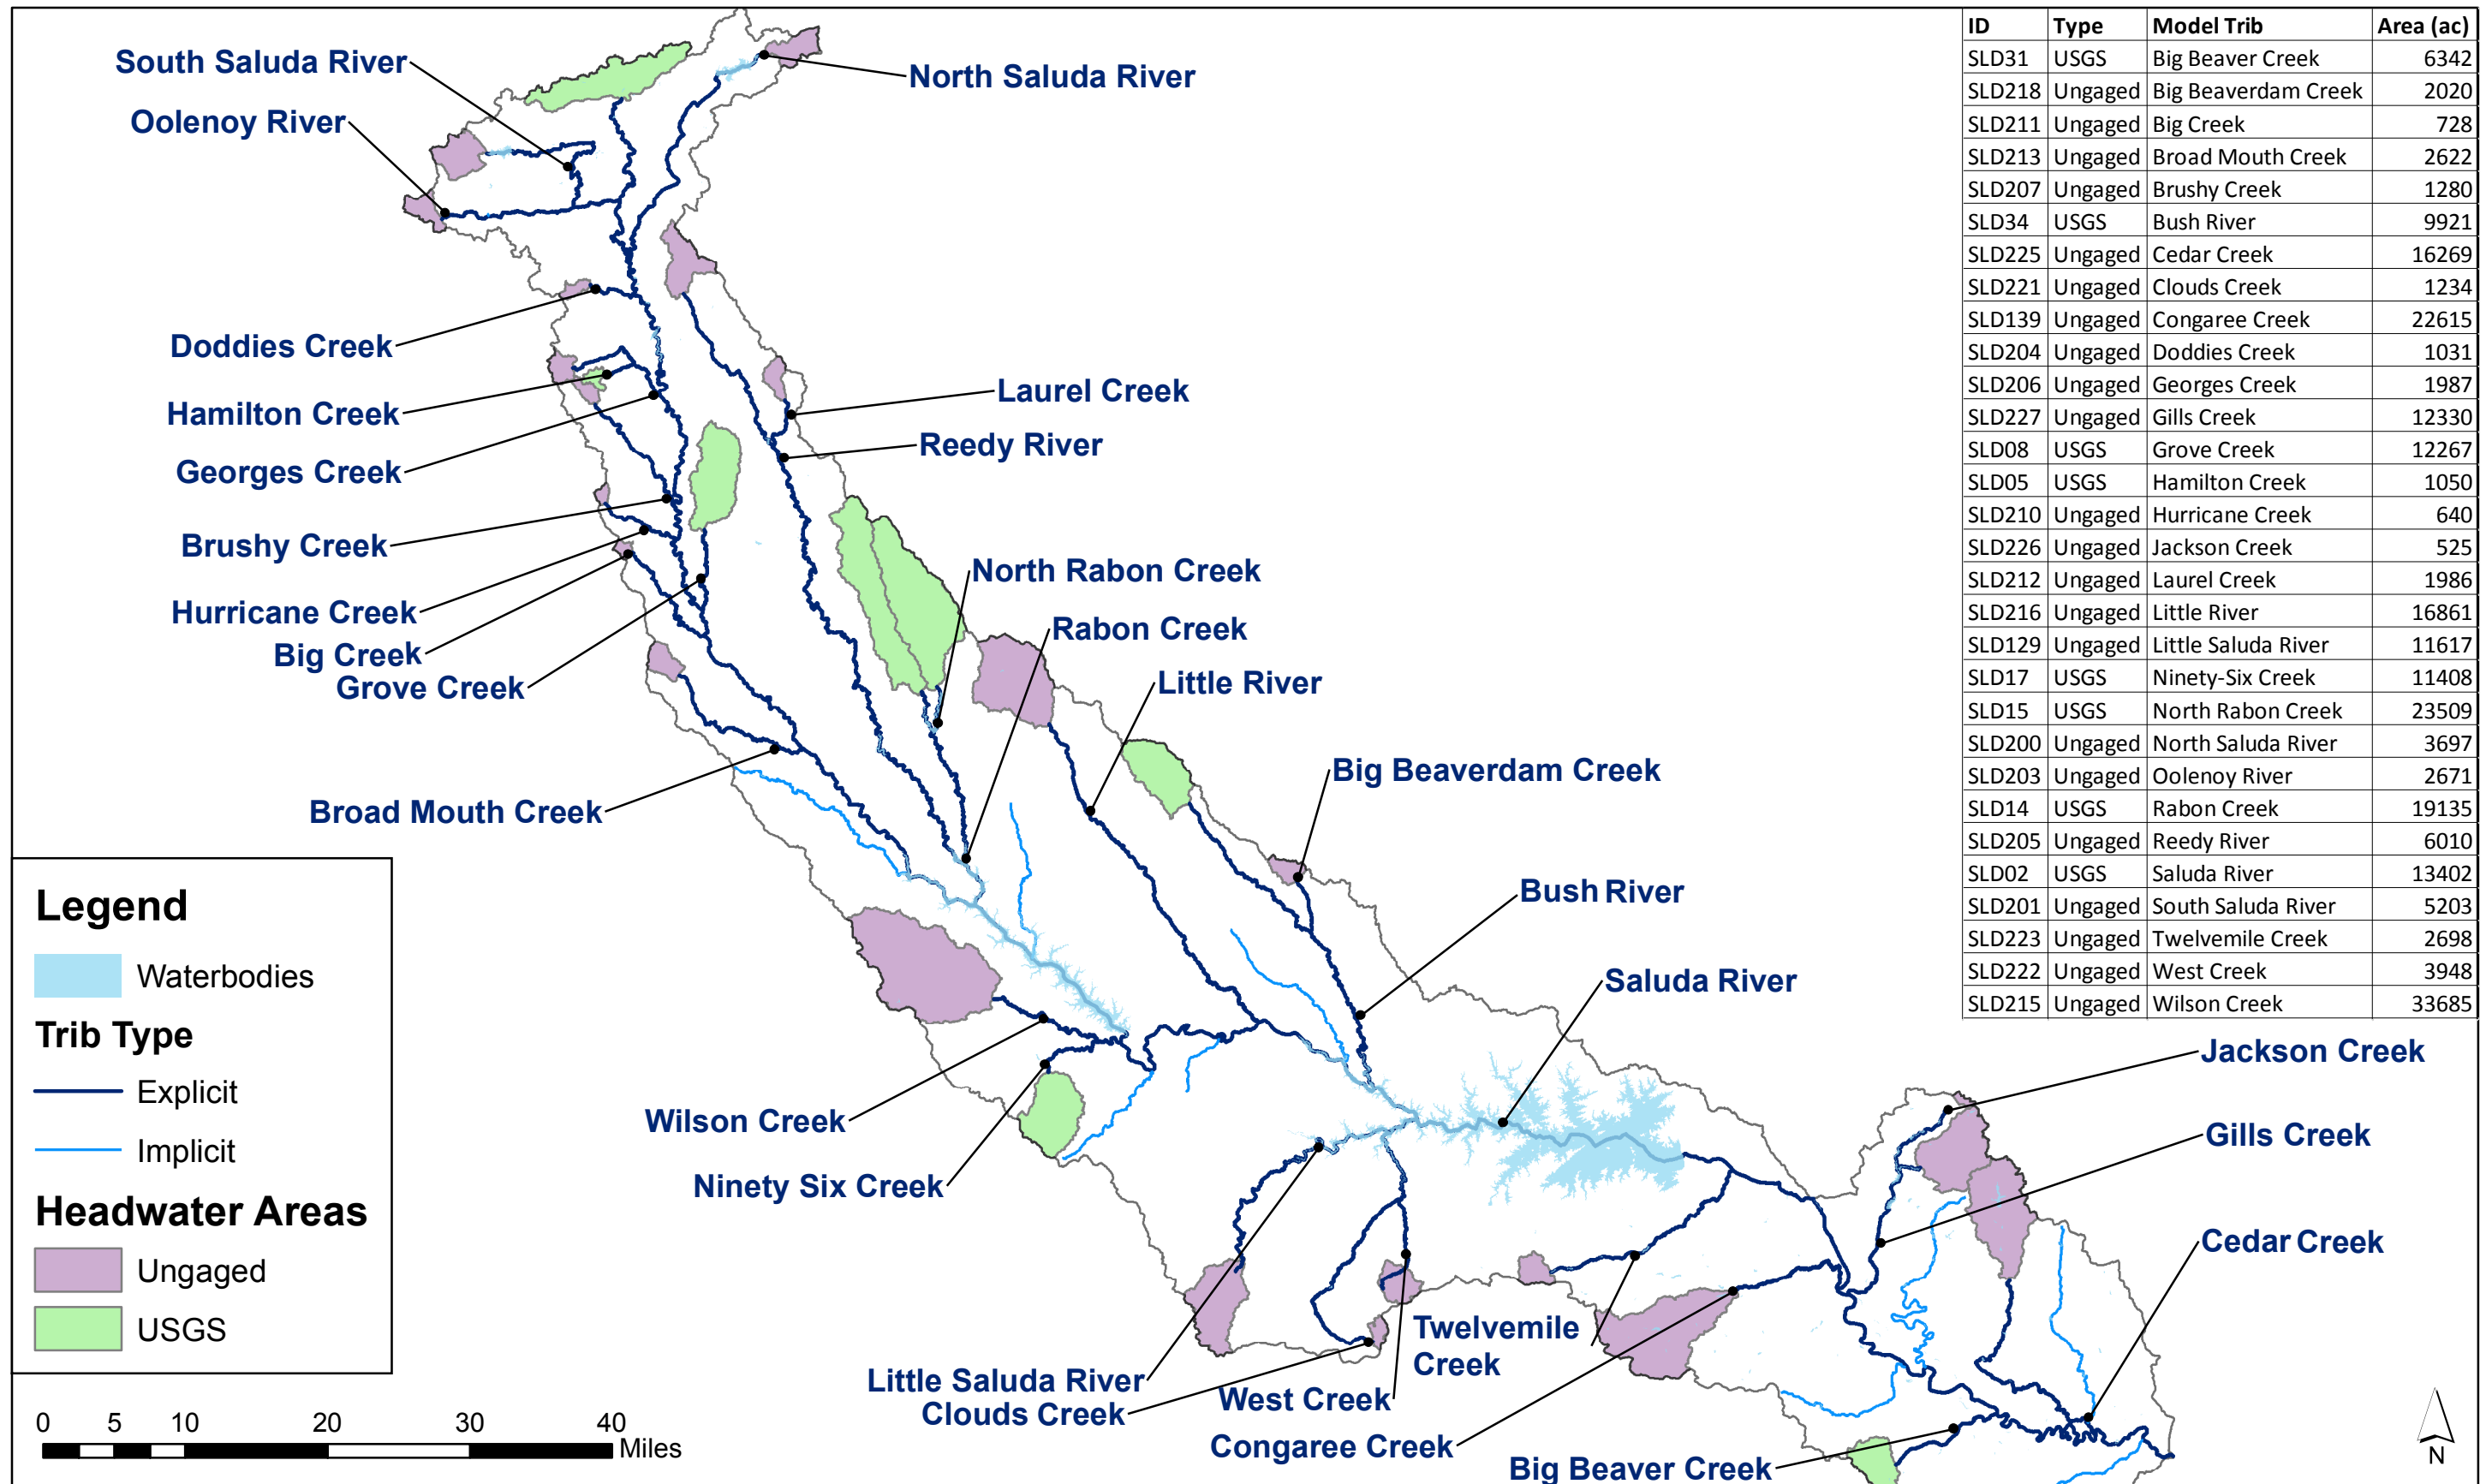 South Saluda River
Oolenoy River
North Saluda River
Doddies Creek
Hamilton Creek
Georges Creek
Brushy Creek
Hurricane Creek
Big Creek
Grove Creek
Broad Mouth Creek
Laurel Creek
Reedy River
North Rabon Creek
Rabon Creek
Little River
Big Beaverdam Creek
Bush River
Saluda River
Wilson Creek
Ninety Six Creek
Jackson Creek
Gills Creek
Cedar Creek
Little Saluda River
Clouds Creek
West Creek
Twelvemile
Creek
Congaree Creek
Big Beaver Creek
ID Type Model Trib Area (ac)
SLD31 USGS Big Beaver Creek 6342
SLD218 Ungaged Big Beaverdam Creek 2020
SLD211 Ungaged Big Creek 728
SLD213 Ungaged Broad Mouth Creek 2622
SLD207 Ungaged Brushy Creek 1280
SLD34 USGS Bush River 9921
SLD225 Ungaged Cedar Creek 16269
SLD221 Ungaged Clouds Creek 1234
SLD139 Ungaged Congaree Creek 22615
SLD204 Ungaged Doddies Creek 1031
SLD206 Ungaged Georges Creek 1987
SLD227 Ungaged Gills Creek 12330
SLD08 USGS Grove Creek 12267
SLD05 USGS Hamilton Creek 1050
SLD210 Ungaged Hurricane Creek 640
SLD226 Ungaged Jackson Creek 525
SLD212 Ungaged Laurel Creek 1986
SLD216 Ungaged Little River 16861
SLD129 Ungaged Little Saluda River 11617
SLD17 USGS Ninety-Six Creek 11408
SLD15 USGS North Rabon Creek 23509
SLD200 Ungaged North Saluda River 3697
SLD203 Ungaged Oolenoy River 2671
SLD14 USGS Rabon Creek 19135
SLD205 Ungaged Reedy River 6010
SLD02 USGS Saluda River 13402
SLD201 Ungaged South Saluda River 5203
SLD223 Ungaged Twelvemile Creek 2698
SLD222 Ungaged West Creek 3948
SLD215 Ungaged Wilson Creek 33685
Legend
Waterbodies
Trib Type
Explicit
Implicit
Headwater Areas
Ungaged
USGS
0 5 10 20 30 40
Miles
N